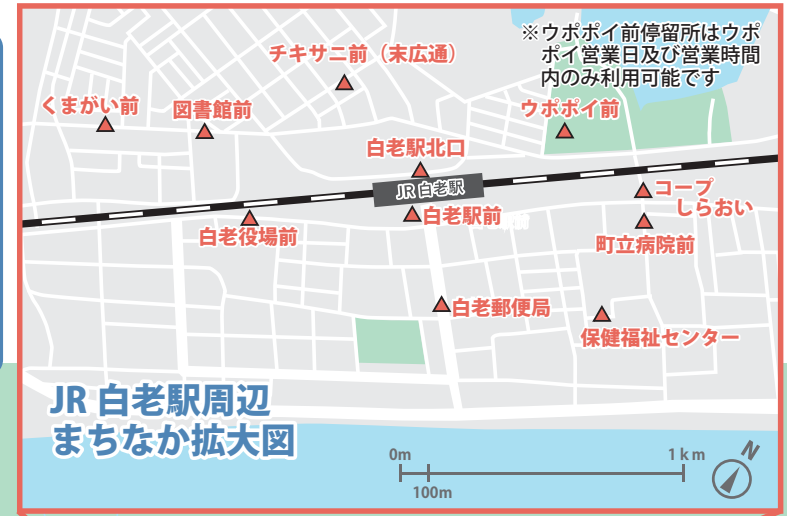 ※ウポポイ前停留所はウポ
ポイ営業日及び営業時間
内のみ利用可能です
チキサニ前（末広通）
くまがい前
図書館前
ウポポイ前
白老駅北口
JR 白老駅
コープ
しらおい
白老駅前
白老役場前
町立病院前
白老郵便局
保健福祉センター
JR 白老駅周辺
まちなか拡大図
0m
1 k m
100m
N